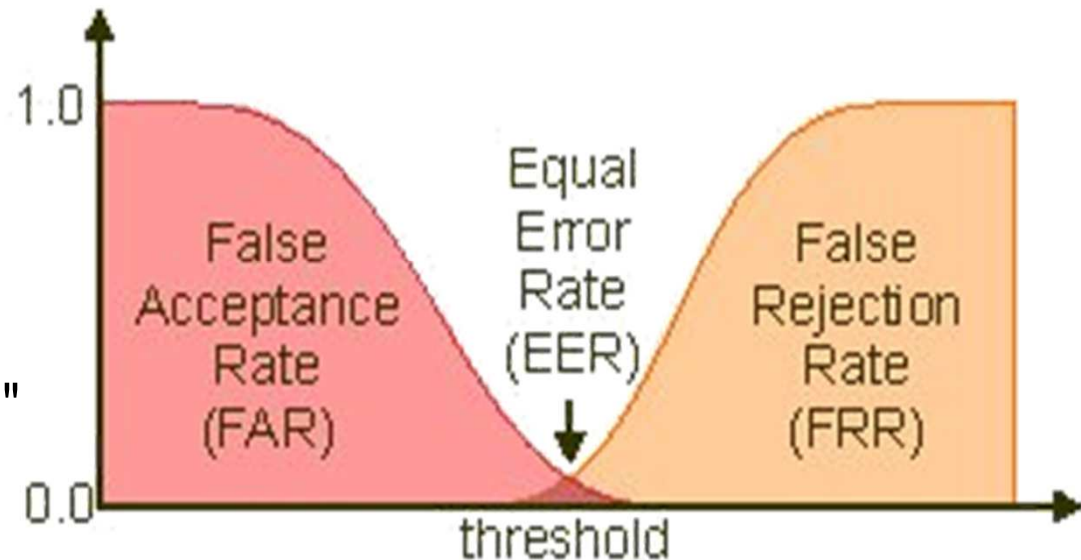 1.0
False
Acceptance
Rate
(FAR)
Equal
Error
Rate
(EER)
False
Rejection
Rate
(FRR)
"
0.0
threshold